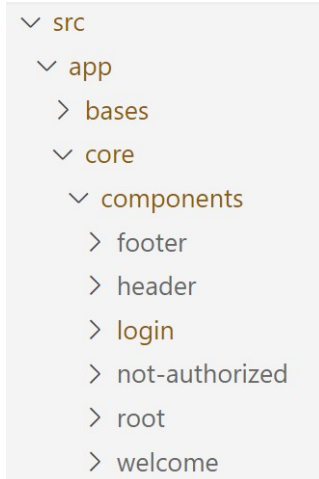 src
app
bases
core
components
footer
header
login
not-authorized
root
welcome